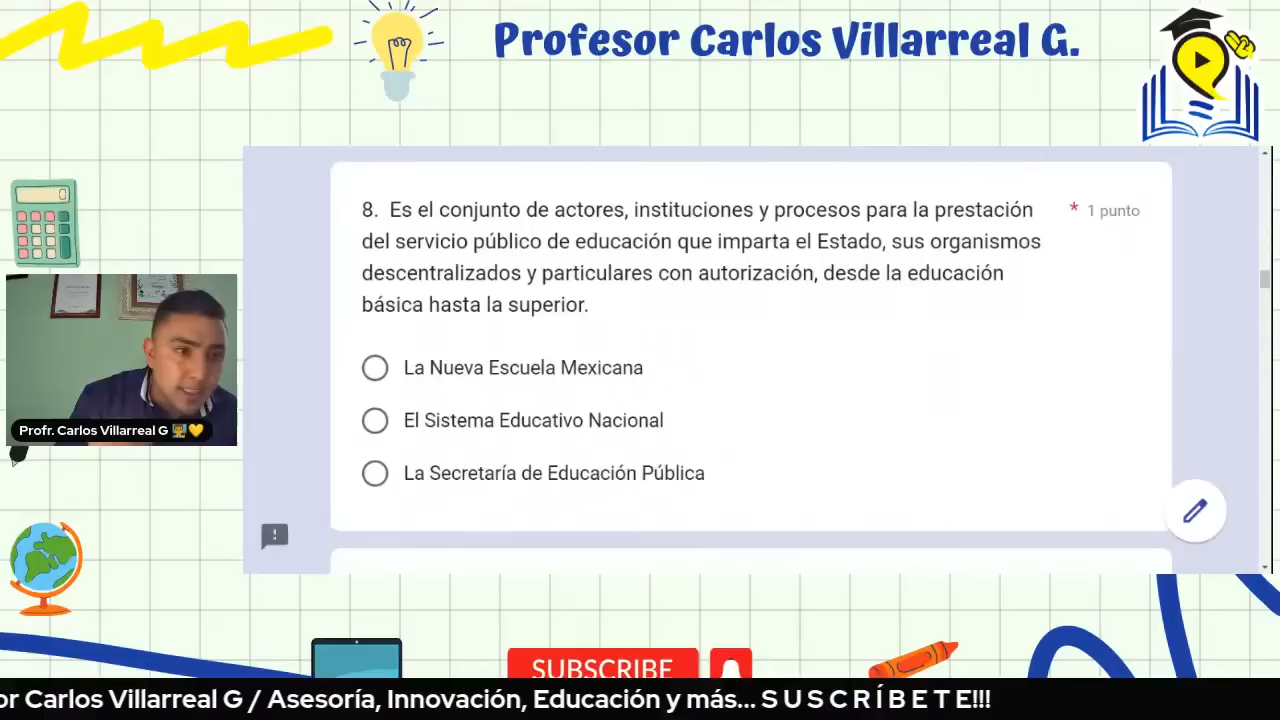 Profesor Carlos Villarreal G.
8. Es el conjunto de actores, instituciones y procesos para la prestación
* 1 punto
del servicio público de educación que imparta el Estado, sus organismos
descentralizados y particulares con autorización, desde la educación
básica hasta la superior.
La Nueva Escuela Mexicana
El Sistema Educativo Nacional
La Secretaría de Educación Pública
Profr. Carlos Villarreal G 👨‍🏫💛
SUBSCRIBE
or Carlos Villarreal G / Asesoría, Innovación, Educación y más... S U S C R Í B E T E!!!